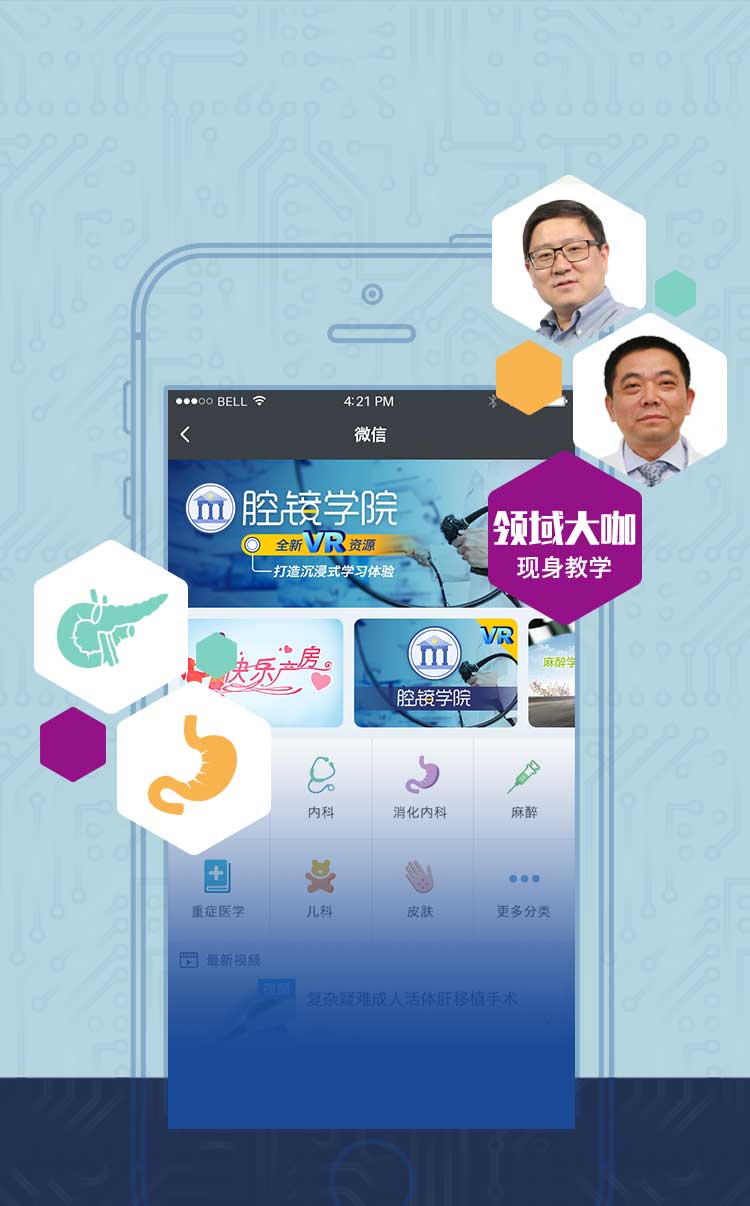 BELL
4:21 PM
微信
腔镜学院
全新VR资源
打造沉浸式学习体验
领域大咖
现身教学
快乐产房
VR
腔镜学院
麻醉学
内科
消化内科
麻醉
重症医学
儿科
皮肤
更多分类
最新视频
视频
复杂疑难成人活体肝移植手术